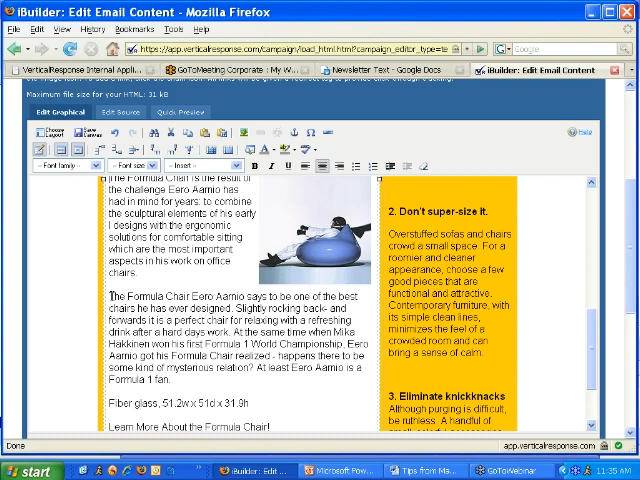 iBuilder: Edit Email Content - Mozilla Firefox
File Edit View History Bookmarks Tools Help
https://app.verticalresponse.com/campaign/load_html.html?campaign_editor_type=te
Google
VerticalResponse Internal Appli...
GoToMeeting Corporate : My W...
Newsletter Text - Google Docs
iBuilder: Edit Email Content
Maximum file size for your HTML: 31 kB
Edit Graphical Edit Source Quick Preview
Choose Layout Save Canvas Help
-- Font family -- -- Font size -- -- Insert --
B I U
The Formula Chair is the result of
the challenge Eero Aarnio has
had in mind for years: to combine
the sculptural elements of his early
l designs with the ergonomic
solutions for comfortable sitting
which are the most important
aspects in his work on office
chairs.
The Formula Chair Eero Aarnio says to be one of the best
chairs he has ever designed. Slightly rocking back- and
forwards it is a perfect chair for relaxing with a refreshing
drink after a hard days work. At the same time when Mika
Häkkinen won his first Formula 1 World Championship, Eero
Aarnio got his Formula Chair realized - happens there to be
some kind of mysterious relation? At least Eero Aarnio is a
Formula 1 fan.
Fiber glass, 51.2w x 51d x 31.9h
Learn More About the Formula Chair!
2. Don't super-size it.
Overstuffed sofas and chairs
crowd a small space. For a
roomier and cleaner
appearance, choose a few
good pieces that are
functional and attractive.
Contemporary furniture, with
its simple clean lines,
minimizes the feel of a
crowded room and can
bring a sense of calm.
3. Eliminate knickknacks
Although purging is difficult,
be ruthless. A handful of
Done
app.verticalresponse.com
start
iBuilder: Edit ...
Microsoft Pow...
Tips from Ma...
GoToWebinar
11:35 AM